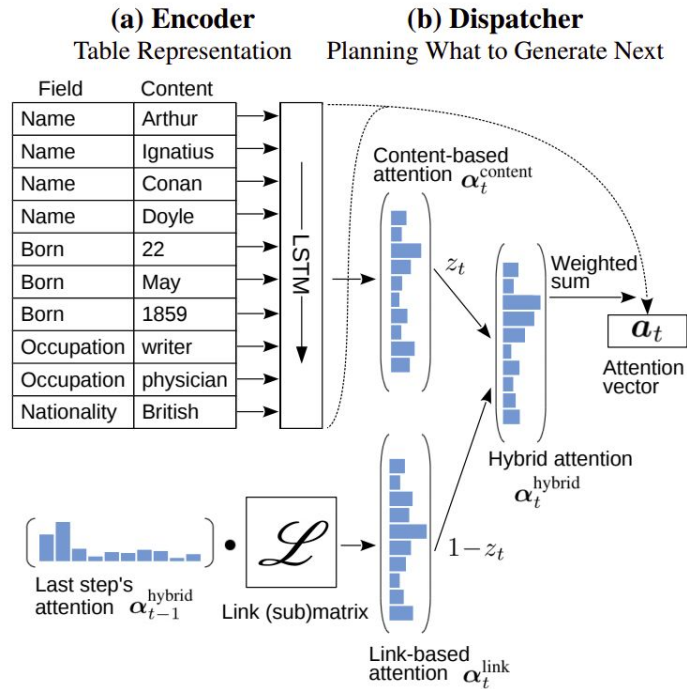 (a) Encoder
Table Representation
(b) Dispatcher
Planning What to Generate Next
Field Content
Name Arthur
Name Ignatius
Name Conan
Name Doyle
Born 22
Born May
Born 1859
Occupation writer
Occupation physician
Nationality British
LSTM
Content-based
attention α_t^content
z_t
Weighted
sum
a_t
Attention
vector
Hybrid attention
α_t^hybrid
1−z_t
Last step's
attention α_{t−1}^hybrid
ℒ
Link (sub)matrix
Link-based
attention α_t^link